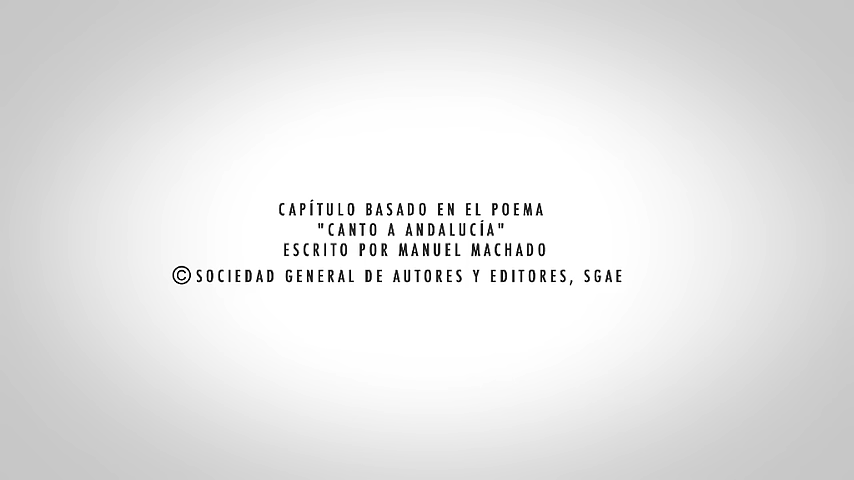 CAPÍTULO BASADO EN EL POEMA
"CANTO A ANDALUCÍA"
ESCRITO POR MANUEL MACHADO
©SOCIEDAD GENERAL DE AUTORES Y EDITORES, SGAE